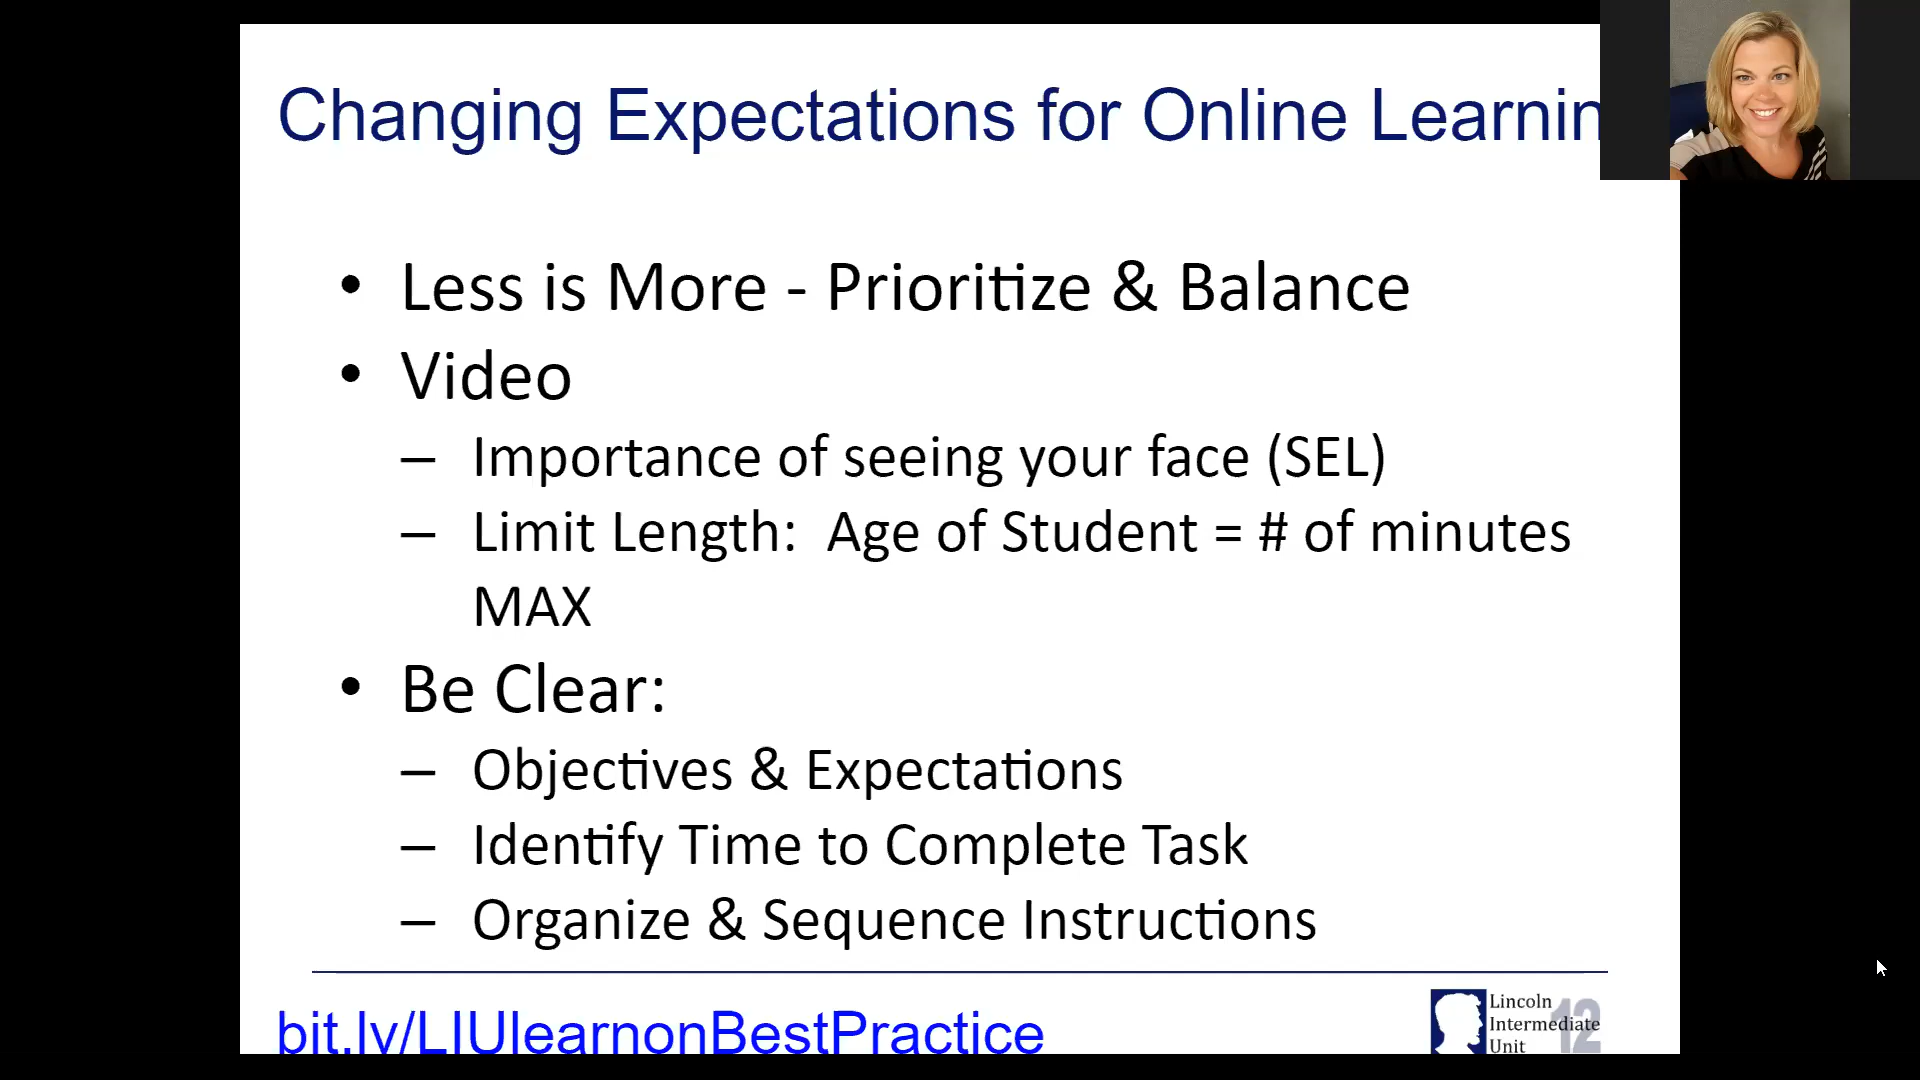 Changing Expectations for Online Learnin
• Less is More - Prioritize & Balance
• Video
– Importance of seeing your face (SEL)
– Limit Length: Age of Student = # of minutes
MAX
• Be Clear:
– Objectives & Expectations
– Identify Time to Complete Task
– Organize & Sequence Instructions
bit.ly/LIUlearnonBestPractice
Lincoln
Intermediate
Unit
12